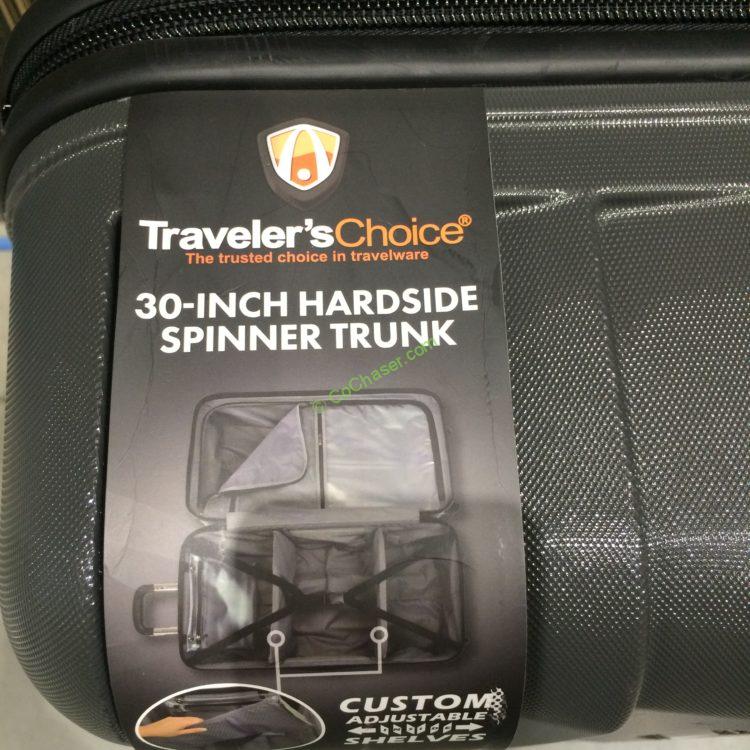 Traveler'sChoice®
The trusted choice in travelware
30-INCH HARDSIDE
SPINNER TRUNK
© CoChaser.com
CUSTOM
ADJUSTABLE
SHELVES